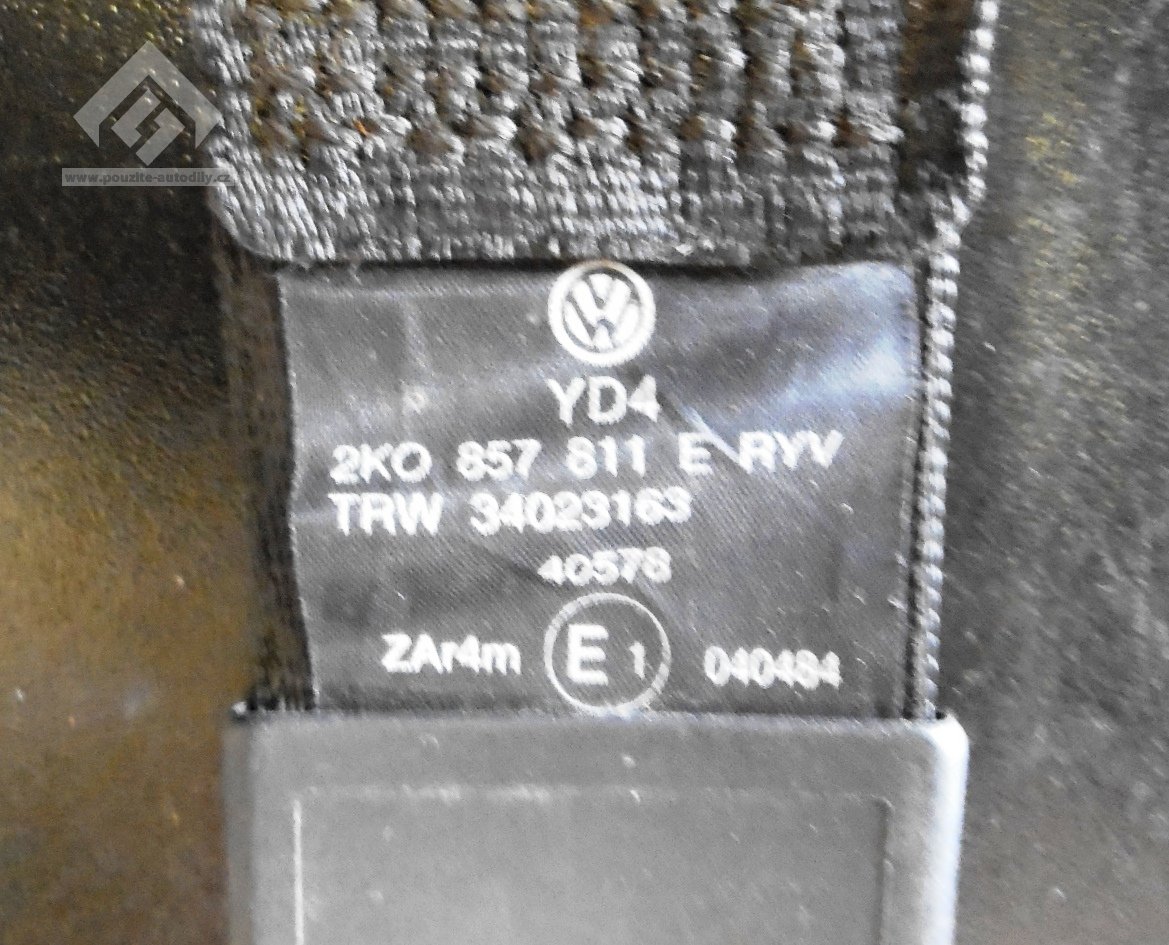 www.pouzite-autodily.cz
YD4
2K0 857 811 E RYV
TRW 34023163
40578
ZAr4m E 1 040484